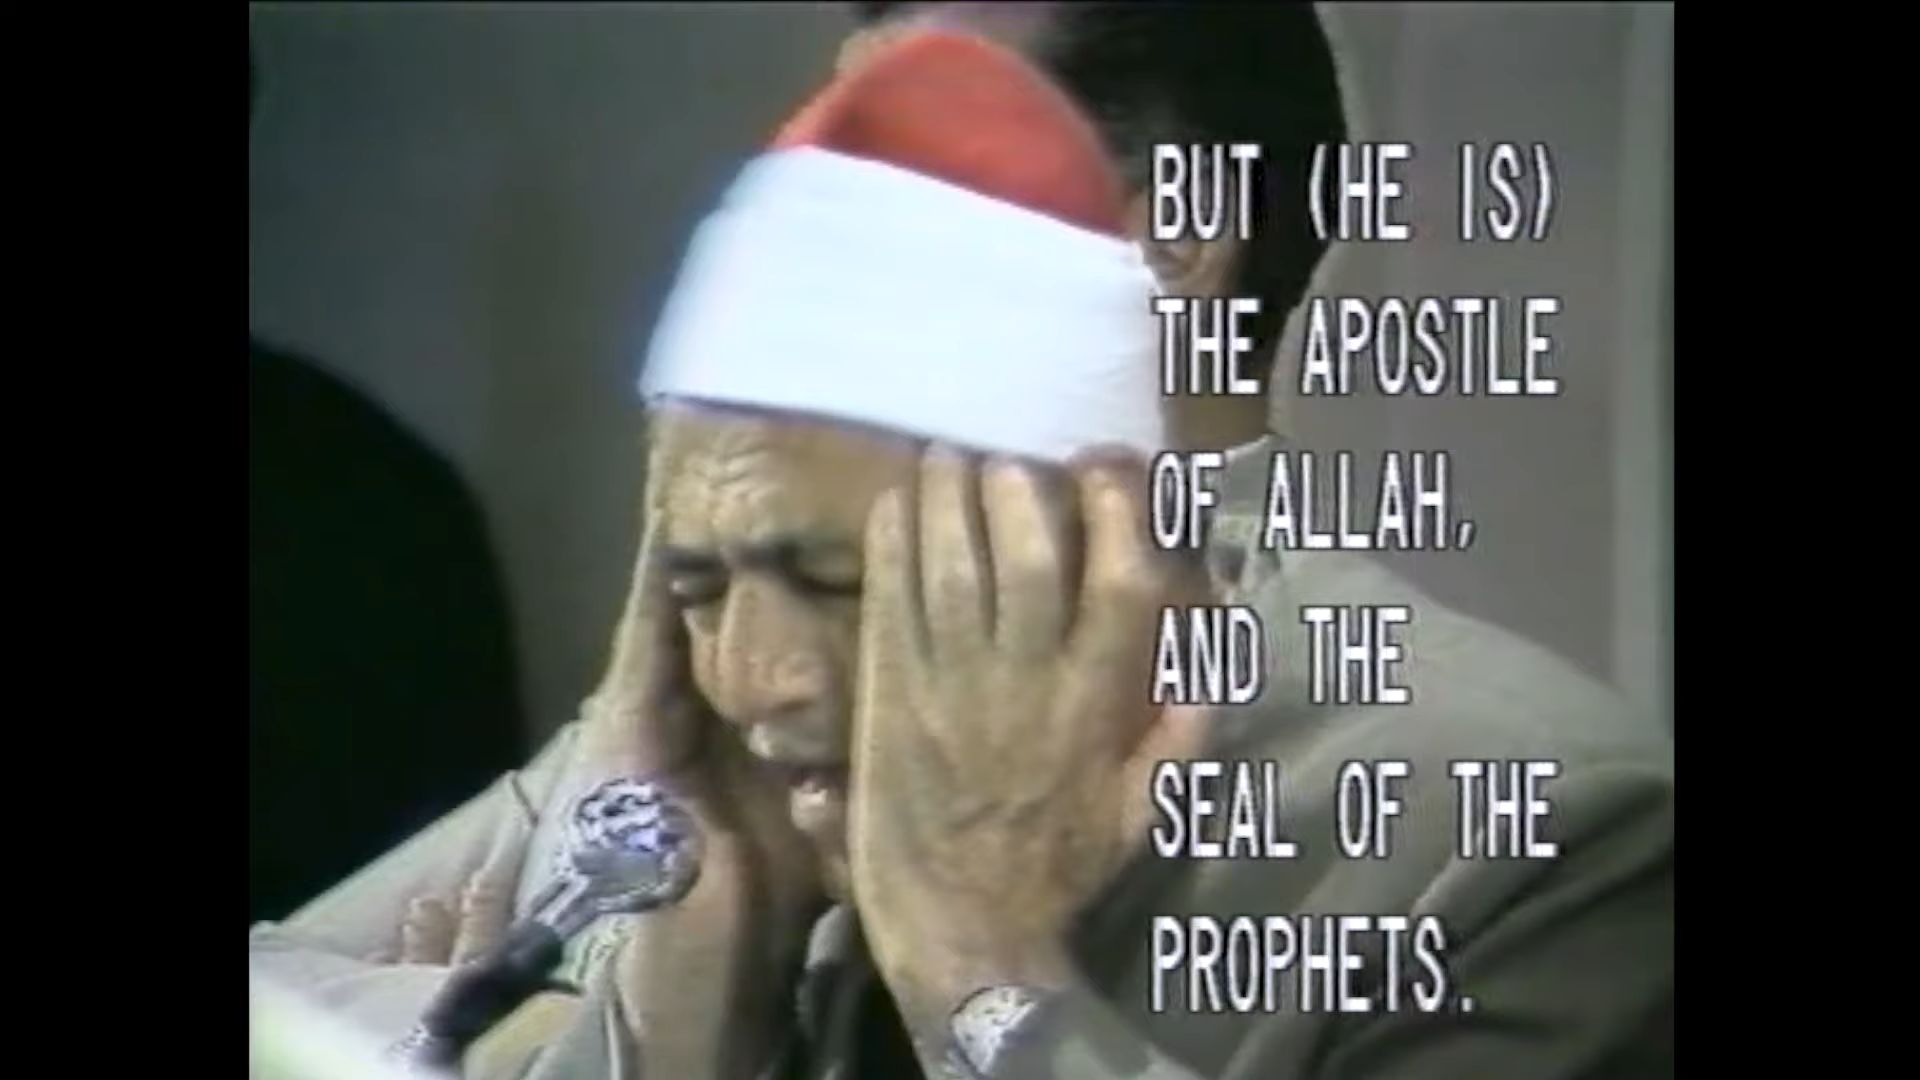 BUT (HE IS)
THE APOSTLE
OF ALLAH,
AND THE
SEAL OF THE
PROPHETS.